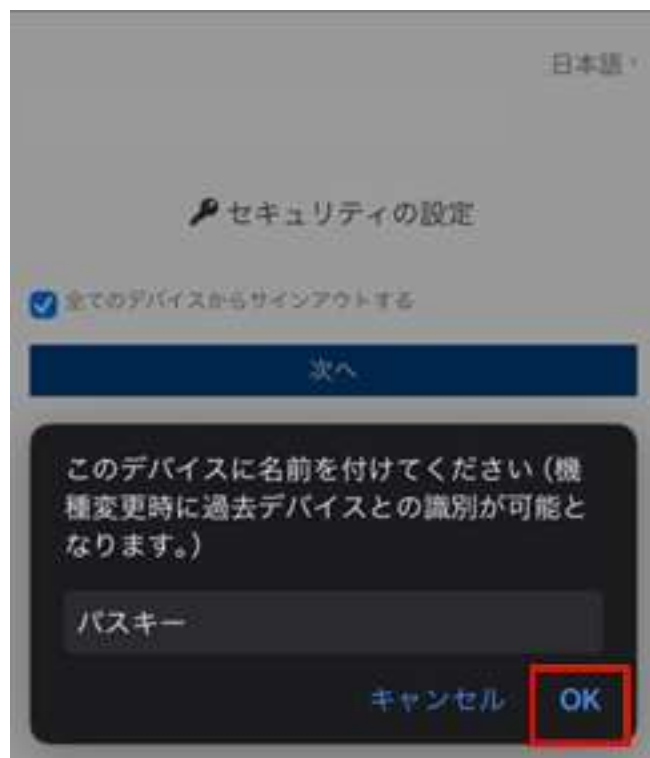 日本語
セキュリティの設定
全てのデバイスからサインアウトする
次へ
このデバイスに名前を付けてください（機
種変更時に過去デバイスとの識別が可能と
なります。）
パスキー
キャンセル
OK